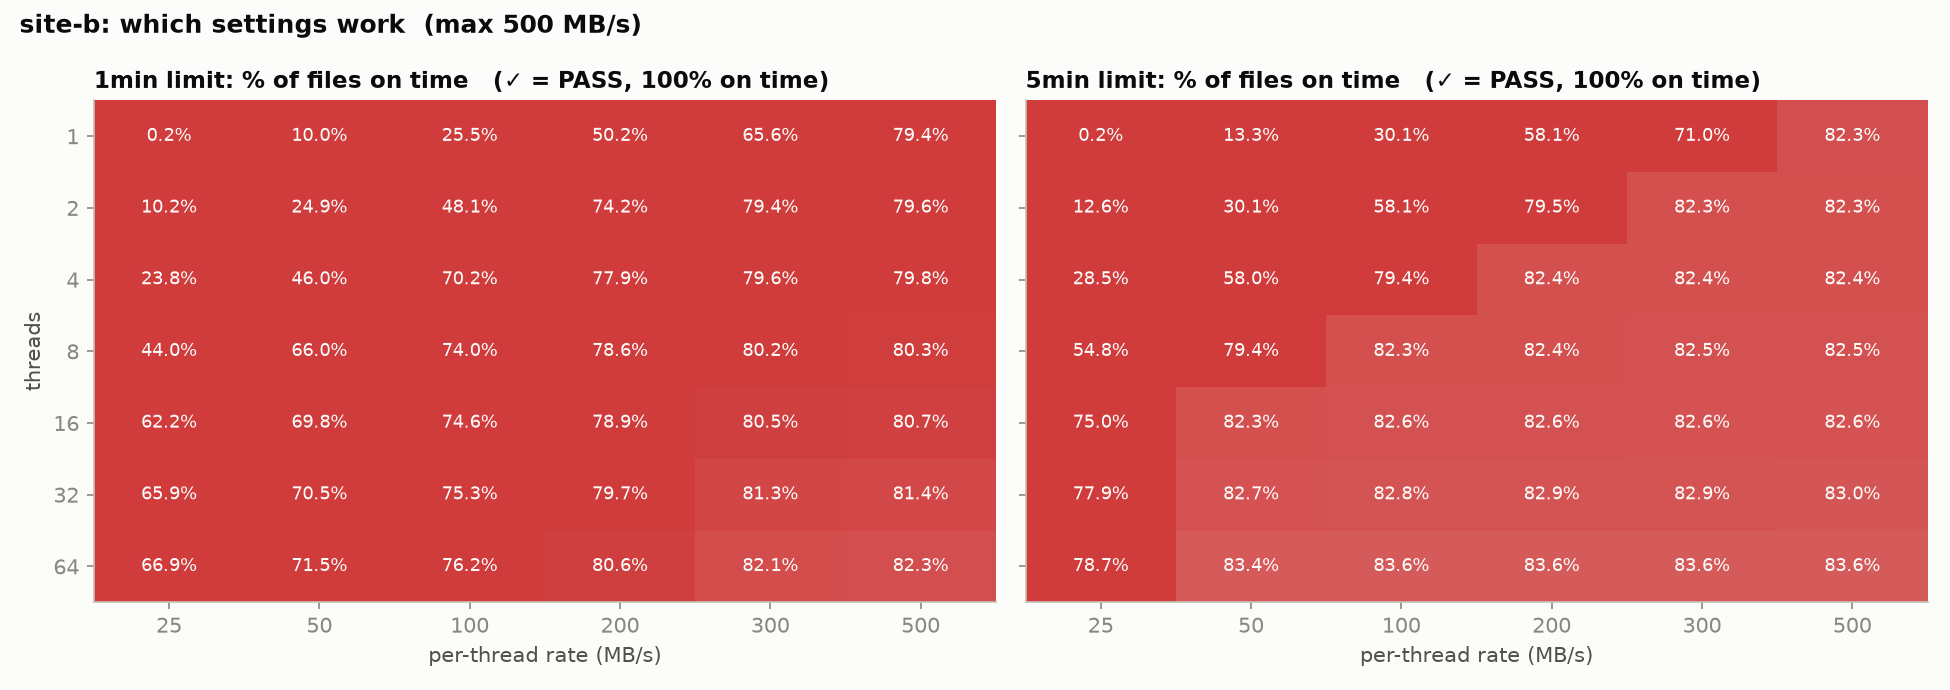 site-b: which settings work (max 500 MB/s)
1min limit: % of files on time (✓ = PASS, 100% on time)
threads
1 0.2% 10.0% 25.5% 50.2% 65.6% 79.4%
2 10.2% 24.9% 48.1% 74.2% 79.4% 79.6%
4 23.8% 46.0% 70.2% 77.9% 79.6% 79.8%
8 44.0% 66.0% 74.0% 78.6% 80.2% 80.3%
16 62.2% 69.8% 74.6% 78.9% 80.5% 80.7%
32 65.9% 70.5% 75.3% 79.7% 81.3% 81.4%
64 66.9% 71.5% 76.2% 80.6% 82.1% 82.3%
25 50 100 200 300 500
per-thread rate (MB/s)
5min limit: % of files on time (✓ = PASS, 100% on time)
0.2% 13.3% 30.1% 58.1% 71.0% 82.3%
12.6% 30.1% 58.1% 79.5% 82.3% 82.3%
28.5% 58.0% 79.4% 82.4% 82.4% 82.4%
54.8% 79.4% 82.3% 82.4% 82.5% 82.5%
75.0% 82.3% 82.6% 82.6% 82.6% 82.6%
77.9% 82.7% 82.8% 82.9% 82.9% 83.0%
78.7% 83.4% 83.6% 83.6% 83.6% 83.6%
25 50 100 200 300 500
per-thread rate (MB/s)